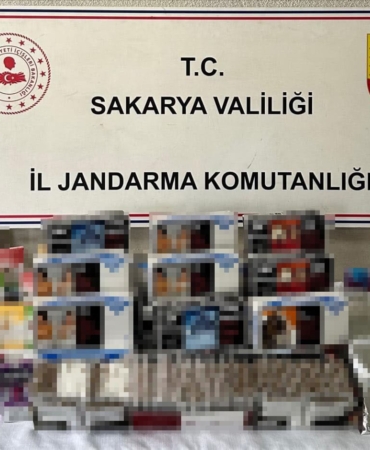 T.C.
SAKARYA VALİLİĞİ
İL JANDARMA KOMUTANLIĞI